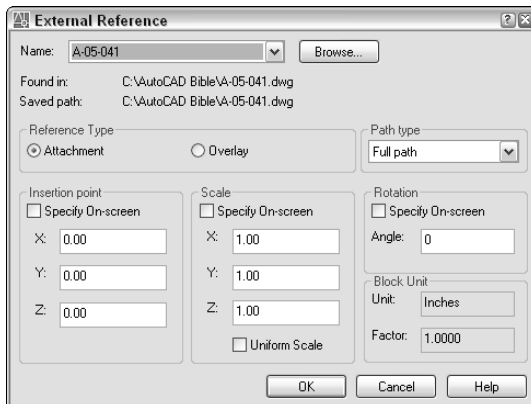 External Reference
Name: A-05-041 Browse...
Found in: C:\AutoCAD Bible\A-05-041.dwg
Saved path: C:\AutoCAD Bible\A-05-041.dwg
Reference Type
Attachment Overlay
Path type
Full path
Insertion point
Specify On-screen
X: 0.00
Y: 0.00
Z: 0.00
Scale
Specify On-screen
X: 1.00
Y: 1.00
Z: 1.00
Uniform Scale
Rotation
Specify On-screen
Angle: 0
Block Unit
Unit: Inches
Factor: 1.0000
OK Cancel Help